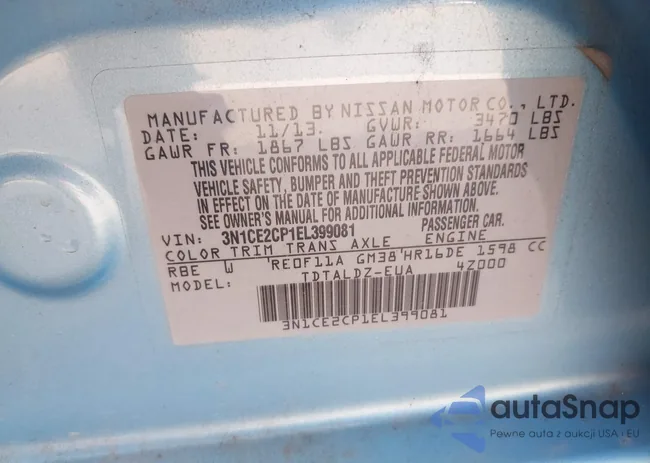 MANUFACTURED BY NISSAN MOTOR CO., LTD.
DATE: 11/13. GVWR: 3470 LBS
GAWR FR: 1867 LBS GAWR RR: 1664 LBS
THIS VEHICLE CONFORMS TO ALL APPLICABLE FEDERAL MOTOR
VEHICLE SAFETY, BUMPER AND THEFT PREVENTION STANDARDS
IN EFFECT ON THE DATE OF MANUFACTURE SHOWN ABOVE.
SEE OWNER'S MANUAL FOR ADDITIONAL INFORMATION.
VIN: 3N1CE2CP1EL399081 PASSENGER CAR.
COLOR TRIM TRANS AXLE ENGINE
RBE W RE0F11A GM38 HR16DE 1598 CC
MODEL: TDTALDZ-EUA 4Z000
3N1CE2CP1EL399081
autaSnap
Pewne auta z aukcji USA i EU